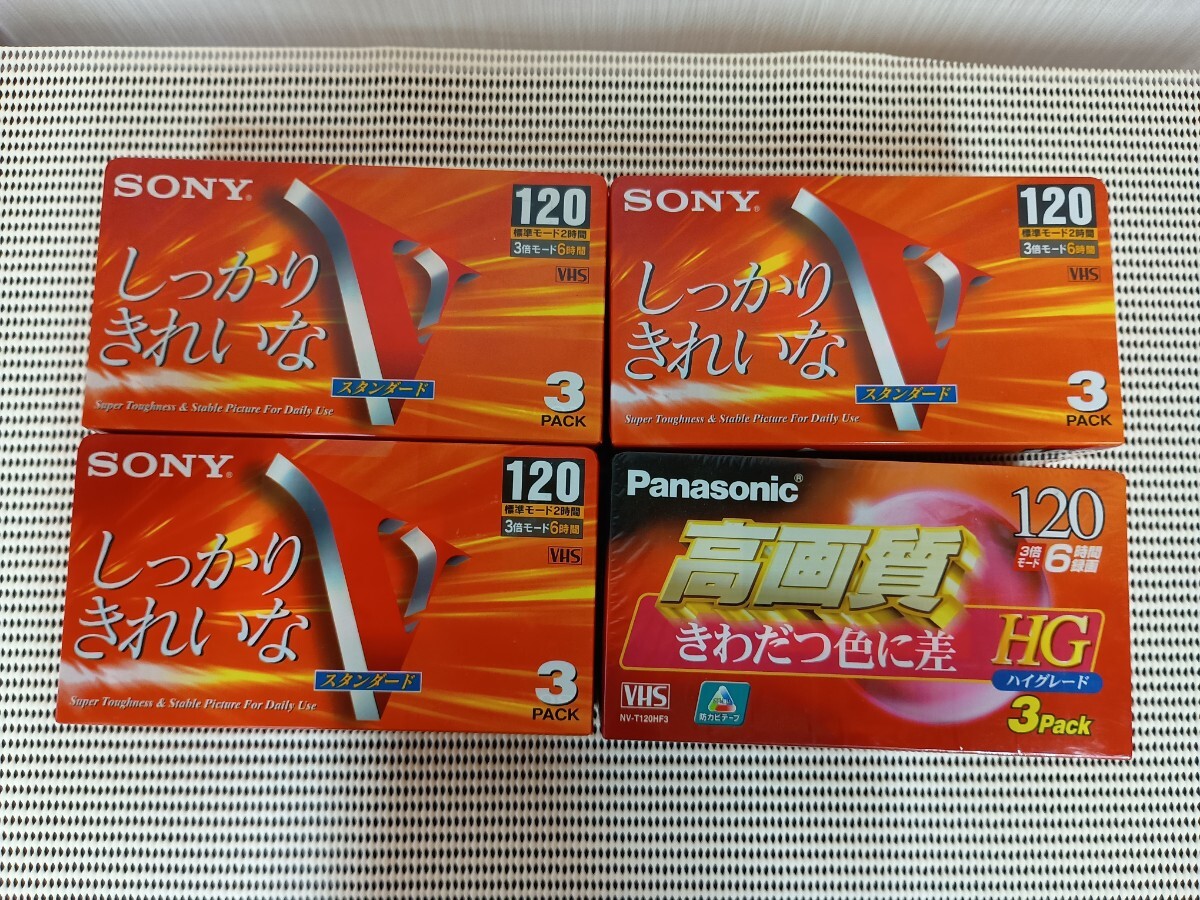 SONY®
120
標準モード2時間
3倍モード6時間
VHS
しっかり
きれいな
スタンダード
Super Toughness & Stable Picture For Daily Use
3
PACK
SONY®
120
標準モード2時間
3倍モード6時間
VHS
しっかり
きれいな
スタンダード
Super Toughness & Stable Picture For Daily Use
3
PACK
SONY®
120
標準モード2時間
3倍モード6時間
VHS
しっかり
きれいな
スタンダード
Super Toughness & Stable Picture For Daily Use
3
PACK
Panasonic®
120
3倍モード 6時間録画
高画質
きわだつ色に差
HG
ハイグレード
VHS
NV-T120HF3
防カビテープ
3Pack